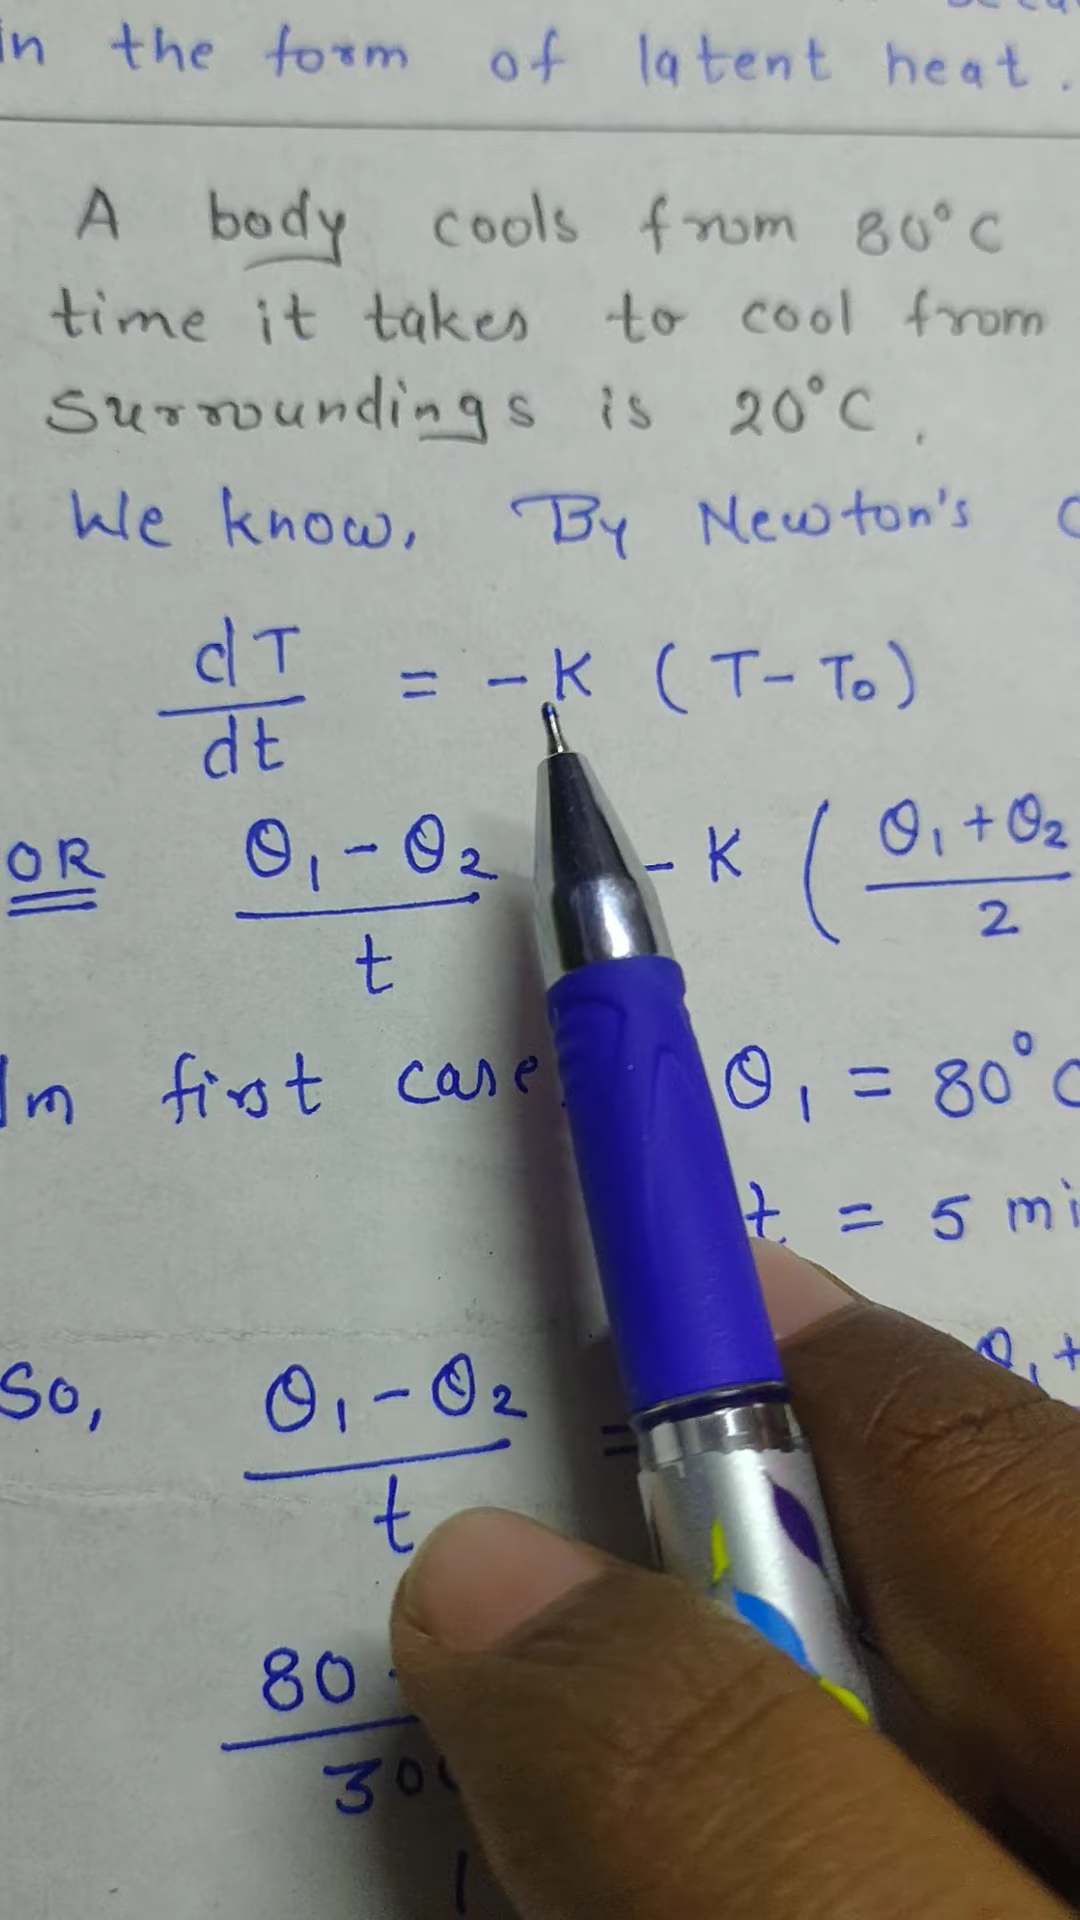 in the form of latent heat.
A body cools from 80°C
time it takes to cool from
surroundings is 20°C.
We know, By Newton's
dT/dt = -K (T - T₀)
OR θ₁ - θ₂/t - K (θ₁ + θ₂/2
In first case θ₁ = 80°C
t = 5 mi
So, θ₁ - θ₂/t = θ₁ +
80